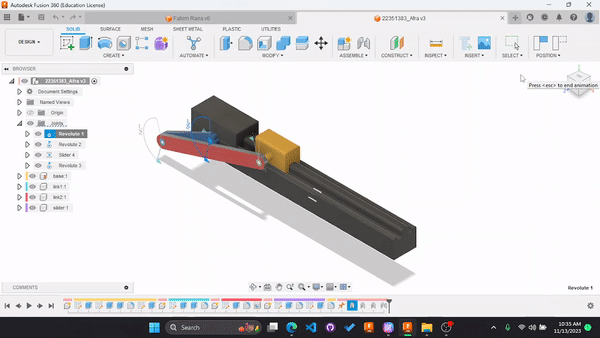 Autodesk Fusion 360 (Education License)
Fahim Rana v6
22351383_Afra v3
SOLID SURFACE MESH SHEET METAL PLASTIC UTILITIES
DESIGN
CREATE
AUTOMATE
MODIFY
ASSEMBLE
CONSTRUCT
INSPECT
INSERT
SELECT
POSITION
Press <esc> to end animation
BROWSER
22351383_Afra v3
Document Settings
Named Views
Origin
Joints
Revolute 1
Revolute 2
Slider 4
Revolute 3
base:1
link1:1
link2:1
slider:1
COMMENTS
Revolute 1
Search
10:35 AM
11/13/2023